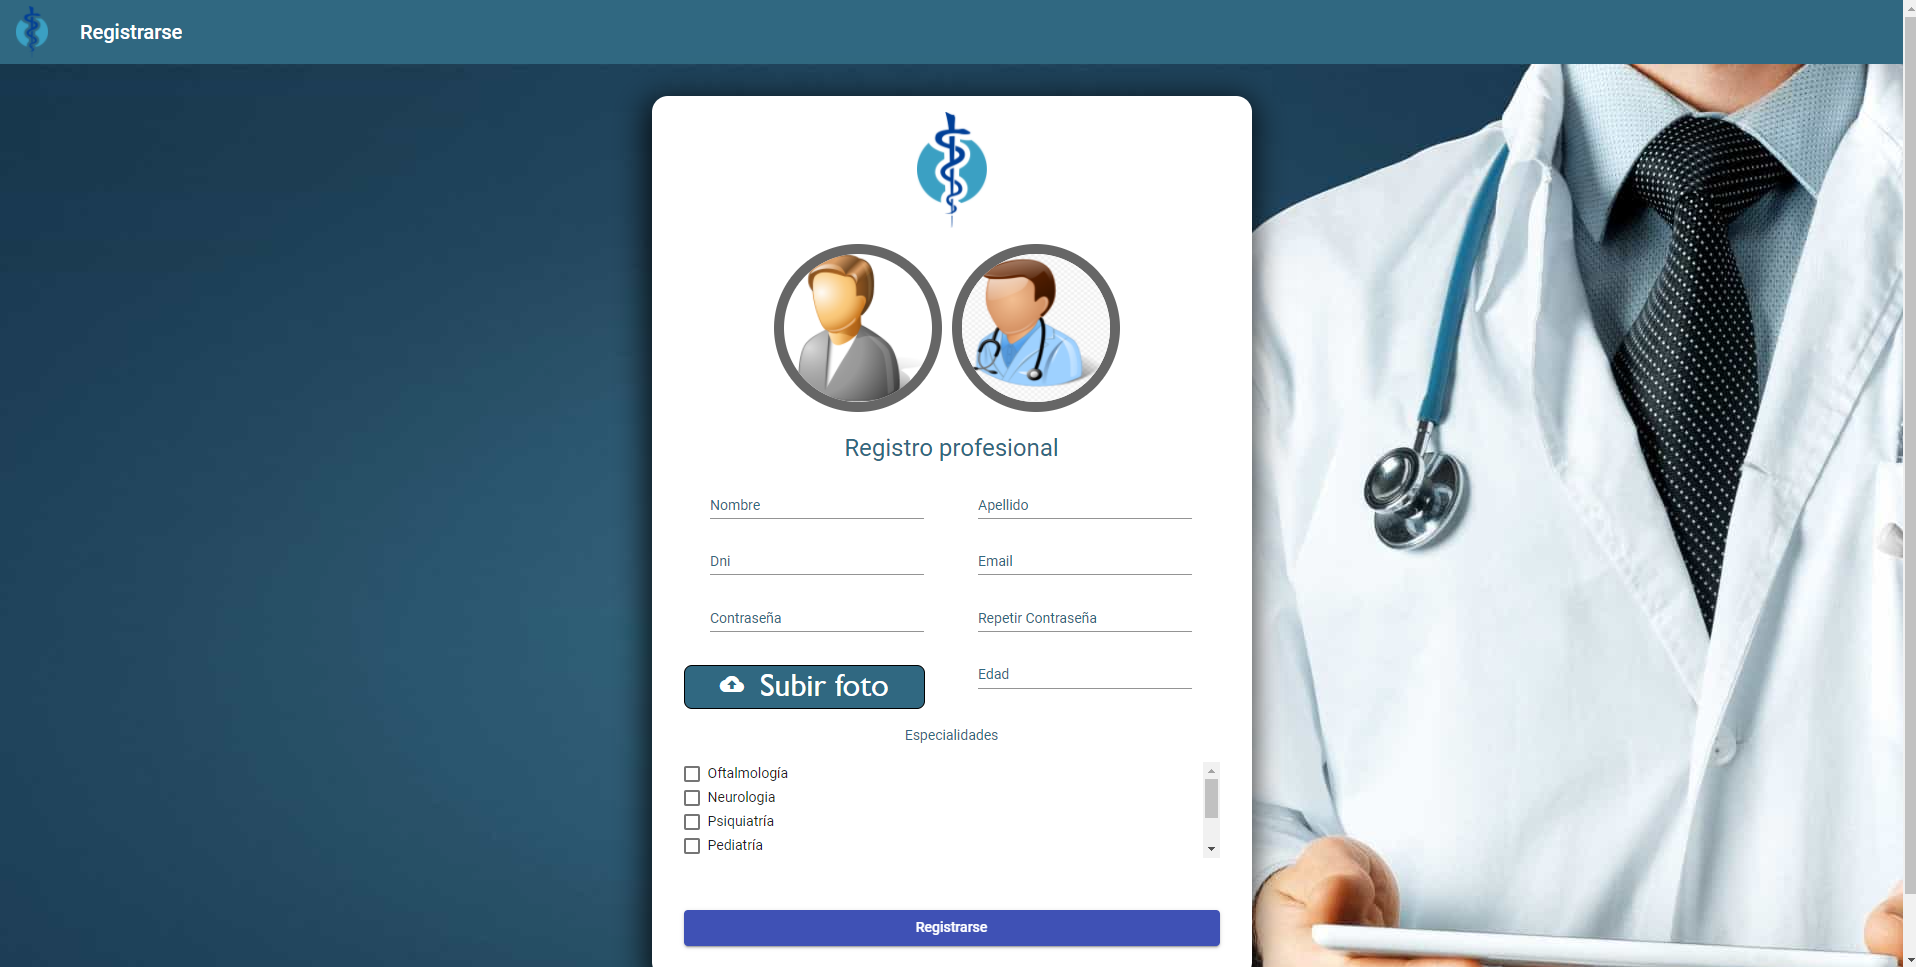 Registrarse
Registro profesional
Nombre
Apellido
Dni
Email
Contraseña
Repetir Contraseña
Subir foto
Edad
Especialidades
Oftalmología
Neurologia
Psiquiatría
Pediatría
Registrarse